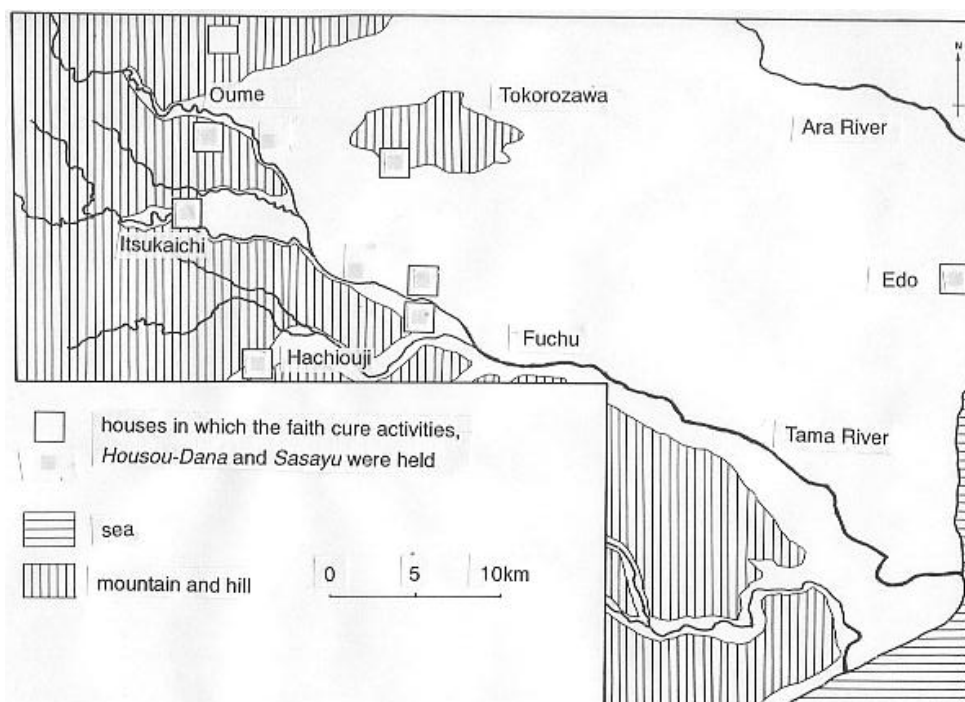 N
Oume
Tokorozawa
Ara River
Itsukaichi
Edo
Fuchu
Hachiouji
Tama River
houses in which the faith cure activities,
Housou-Dana and Sasayu were held
sea
mountain and hill
0 5 10km